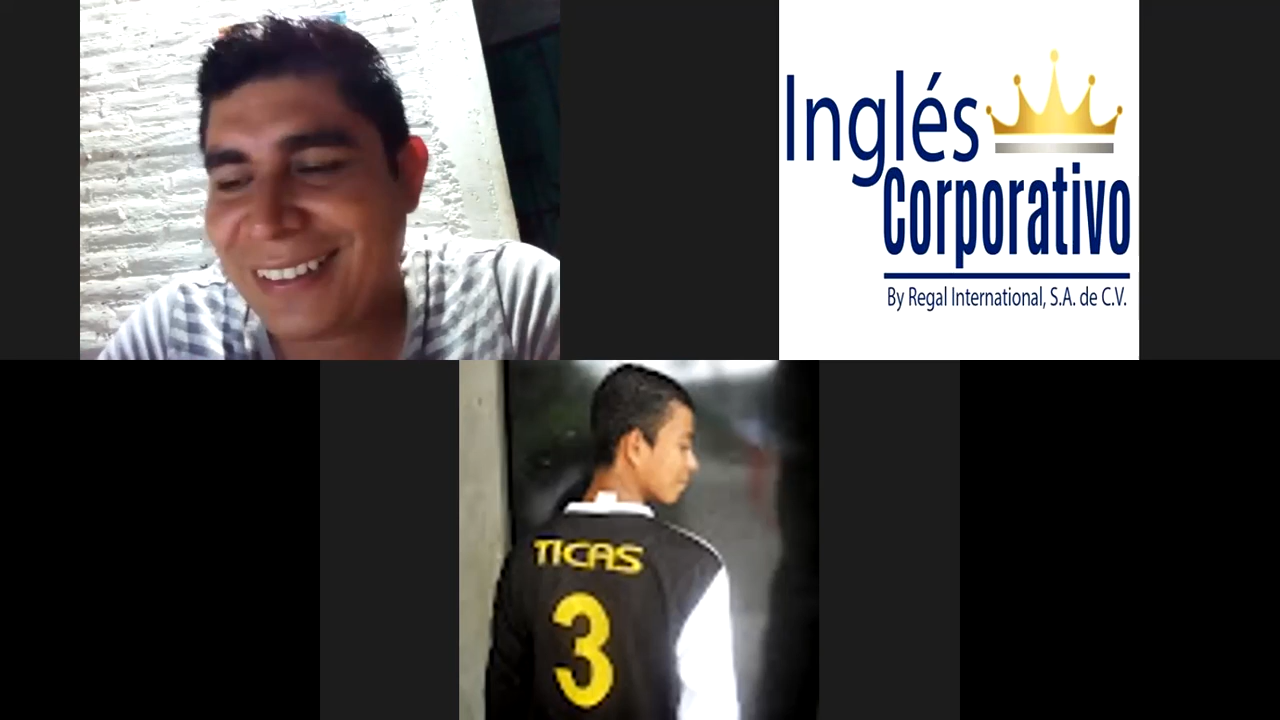 Inglés
Corporativo
By Regal International, S.A. de C.V.
TICAS
3